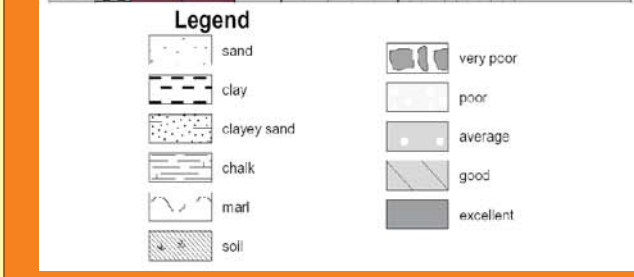 Legend
sand
clay
clayey sand
chalk
marl
soil
very poor
poor
average
good
excellent